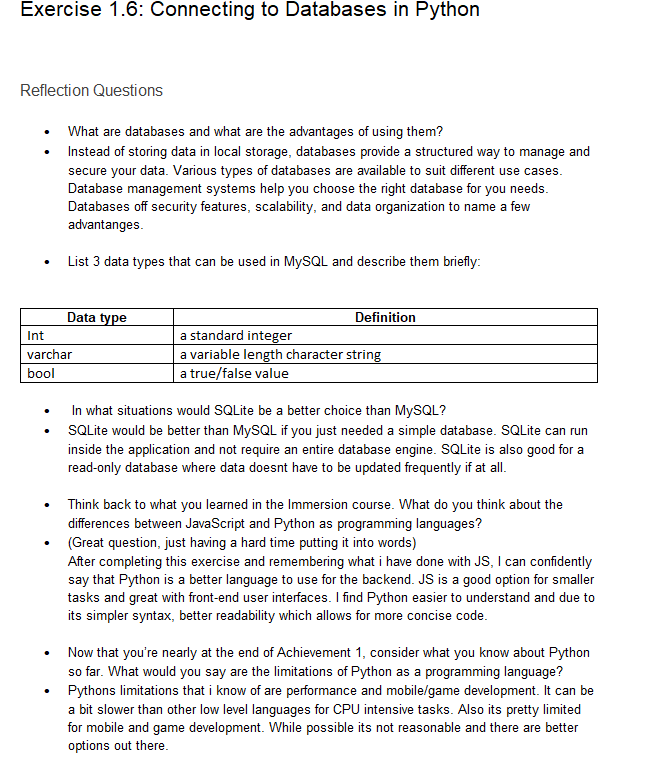 Exercise 1.6: Connecting to Databases in Python
Reflection Questions
• What are databases and what are the advantages of using them?
• Instead of storing data in local storage, databases provide a structured way to manage and
secure your data. Various types of databases are available to suit different use cases.
Database management systems help you choose the right database for you needs.
Databases off security features, scalability, and data organization to name a few
advantanges.
• List 3 data types that can be used in MySQL and describe them briefly:
Data type Definition
Int a standard integer
varchar a variable length character string
bool a true/false value
• In what situations would SQLite be a better choice than MySQL?
• SQLite would be better than MySQL if you just needed a simple database. SQLite can run
inside the application and not require an entire database engine. SQLite is also good for a
read-only database where data doesnt have to be updated frequently if at all.
• Think back to what you learned in the Immersion course. What do you think about the
differences between JavaScript and Python as programming languages?
• (Great question, just having a hard time putting it into words)
After completing this exercise and remembering what i have done with JS, I can confidently
say that Python is a better language to use for the backend. JS is a good option for smaller
tasks and great with front-end user interfaces. I find Python easier to understand and due to
its simpler syntax, better readability which allows for more concise code.
• Now that you're nearly at the end of Achievement 1, consider what you know about Python
so far. What would you say are the limitations of Python as a programming language?
• Pythons limitations that i know of are performance and mobile/game development. It can be
a bit slower than other low level languages for CPU intensive tasks. Also its pretty limited
for mobile and game development. While possible its not reasonable and there are better
options out there.